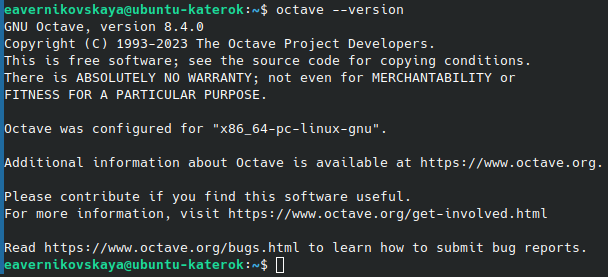 eavernikovskaya@ubuntu-katerok:~$ octave --version
GNU Octave, version 8.4.0
Copyright (C) 1993-2023 The Octave Project Developers.
This is free software; see the source code for copying conditions.
There is ABSOLUTELY NO WARRANTY; not even for MERCHANTABILITY or
FITNESS FOR A PARTICULAR PURPOSE.

Octave was configured for "x86_64-pc-linux-gnu".

Additional information about Octave is available at https://www.octave.org.

Please contribute if you find this software useful.
For more information, visit https://www.octave.org/get-involved.html

Read https://www.octave.org/bugs.html to learn how to submit bug reports.
eavernikovskaya@ubuntu-katerok:~$